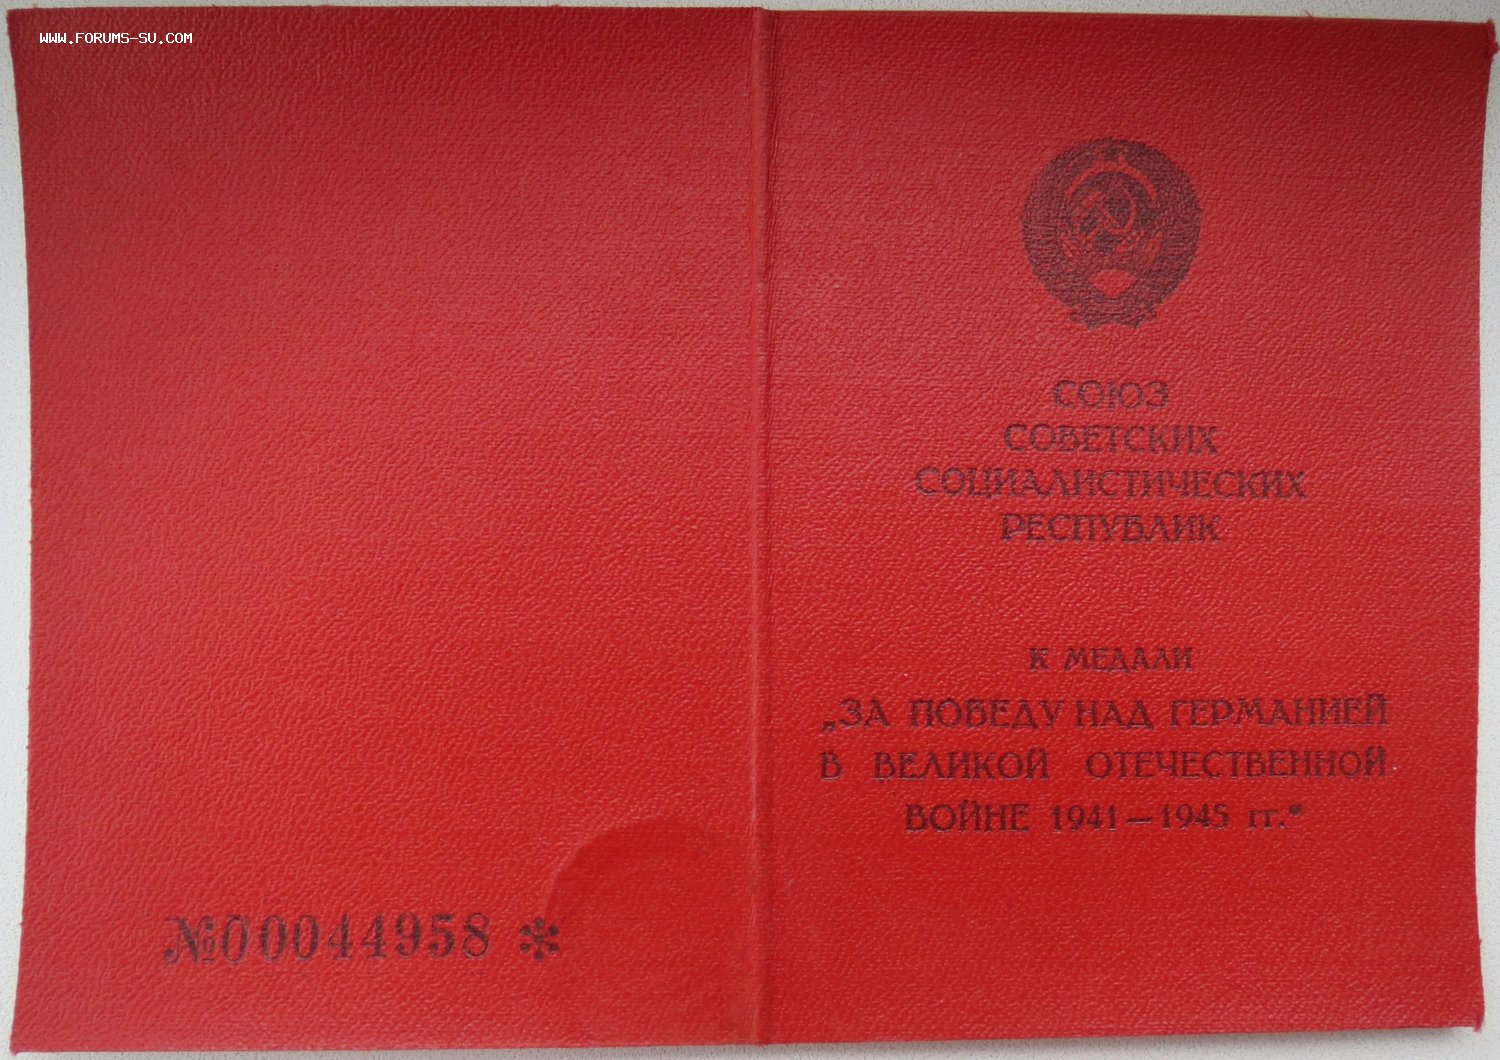 WWW.FORUMS-SU.COM
СОЮЗ
СОВЕТСКИХ
СОЦИАЛИСТИЧЕСКИХ
РЕСПУБЛИК
К МЕДАЛИ
„ЗА ПОБЕДУ НАД ГЕРМАНИЕЙ
В ВЕЛИКОЙ ОТЕЧЕСТВЕННОЙ
ВОЙНЕ 1941—1945 гг.“
№00044958 *